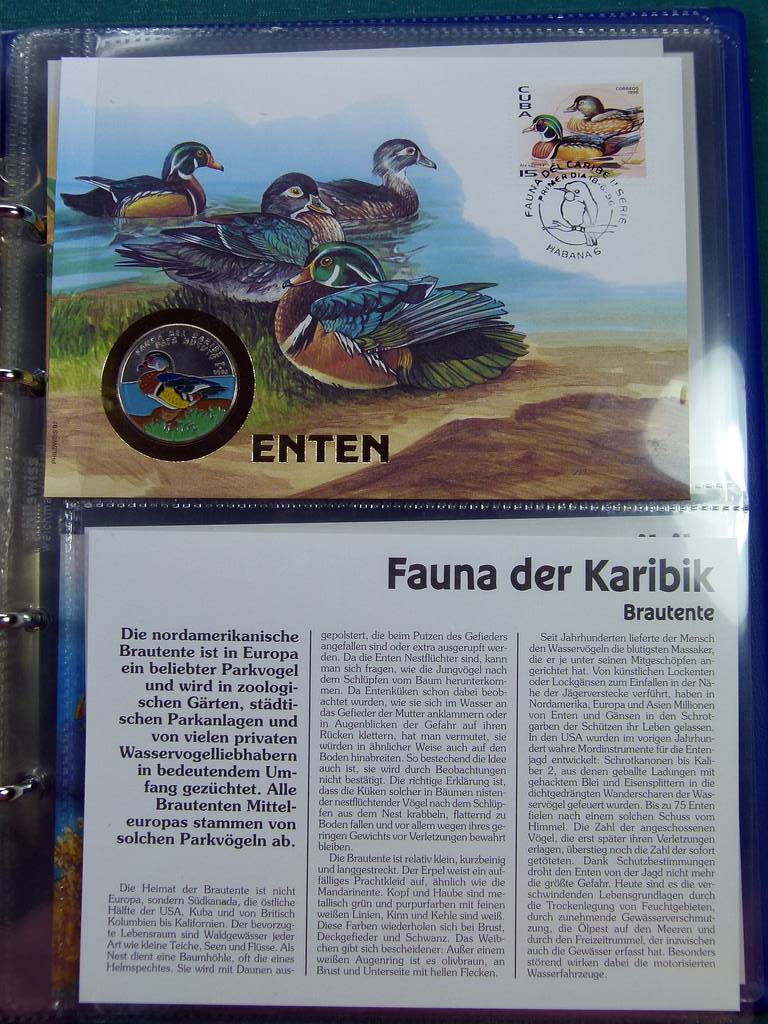 CUBA
CORREOS
1996
15
FAUNA DEL CARIBE II SERIE
PRIMER DIA 18-6-96
HABANA 6
FAUNA DEL CARIBE
PATO HUYUYO
1994
PHILSWISS
ENTEN
Fauna der Karibik
Brautente
Die nordamerikanische
Brautente ist in Europa
ein beliebter Parkvogel
und wird in zoologi-
schen Gärten, städti-
schen Parkanlagen und
von vielen privaten
Wasservogelliebhabern
in bedeutendem Um-
fang gezüchtet. Alle
Brautenten Mittel-
europas stammen von
solchen Parkvögeln ab.
Die Heimat der Brautente ist nicht
Europa, sondern Südkanada, die östliche
Hälfte der USA, Kuba und von Britisch
Kolumbien bis Kalifornien. Der bevorzug-
te Lebensraum sind Waldgewässer jeder
Art wie kleine Teiche, Seen und Flüsse. Als
Nest dient eine Baumhöhle, oft die eines
Helmspechtes. Sie wird mit Daunen aus-
gepolstert, die beim Putzen des Gefieders
angefallen sind oder extra ausgerupft wer-
den. Da die Enten Nestflüchter sind, kann
man sich fragen, wie die Jungvögel nach
dem Schlüpfen vom Baum herunterkom-
men. Da Entenküken schon dabei beob-
achtet wurden, wie sie sich im Wasser an
das Gefieder der Mutter anklammern oder
in Augenblicken der Gefahr auf ihren
Rücken klettern, hat man vermutet, sie
würden in ähnlicher Weise auch auf den
Boden hinabreiten. So bestechend die Idee
auch ist, sie wird durch Beobachtungen
nicht bestätigt. Die richtige Erklärung ist,
dass die Küken solcher in Bäumen nisten-
der nestflüchtender Vögel nach dem Schlüp-
fen aus dem Nest krabbeln, flatternd zu
Boden fallen und vor allem wegen ihres ge-
ringen Gewichts vor Verletzungen bewahrt
bleiben.
Die Brautente ist relativ klein, kurzbeinig
und langgestreckt. Der Erpel weist ein auf-
fälliges Prachtkleid auf, ähnlich wie die
Mandarinente. Kopf und Haube sind me-
tallisch grün und purpurfarben mit feinen
weißen Linien, Kinn und Kehle sind weiß.
Diese Farben wiederholen sich bei Brust,
Deckgefieder und Schwanz. Das Weib-
chen gibt sich bescheidener: Außer einem
weißen Augenring ist es olivbraun, an
Brust und Unterseite mit hellen Flecken.
Seit Jahrhunderten lieferte der Mensch
den Wasservögeln die blutigsten Massaker,
die er je unter seinen Mitgeschöpfen an-
gerichtet hat. Von künstlichen Lockenten
oder Lockgänsen zum Einfallen in der Nä-
he der Jägerverstecke verführt, haben in
Nordamerika, Europa und Asien Millionen
von Enten und Gänsen in den Schrot-
garben der Schützen ihr Leben gelassen.
In den USA wurden im vorigen Jahrhun-
dert wahre Mordinstrumente für die Enten-
jagd entwickelt: Schrotkanonen bis Kali-
ber 2, aus denen geballte Ladungen mit
gehacktem Blei und Eisensplittern in die
dichtgedrängten Wanderscharen der Was-
servögel gefeuert wurden. Bis zu 75 Enten
fielen nach einem solchen Schuss vom
Himmel. Die Zahl der angeschossenen
Vögel, die erst später ihren Verletzungen
erlagen, überstieg noch die Zahl der sofort
getöteten. Dank Schutzbestimmungen
droht den Enten von der Jagd nicht mehr
die größte Gefahr. Heute sind es die ver-
schwindenden Lebensgrundlagen durch
die Trockenlegung von Feuchtgebieten,
durch zunehmende Gewässerverschmut-
zung, die Ölpest auf den Meeren und
durch den Freizeitrummel, der inzwischen
auch die Gewässer erfasst hat. Besonders
störend wirken dabei die motorisierten
Wasserfahrzeuge.